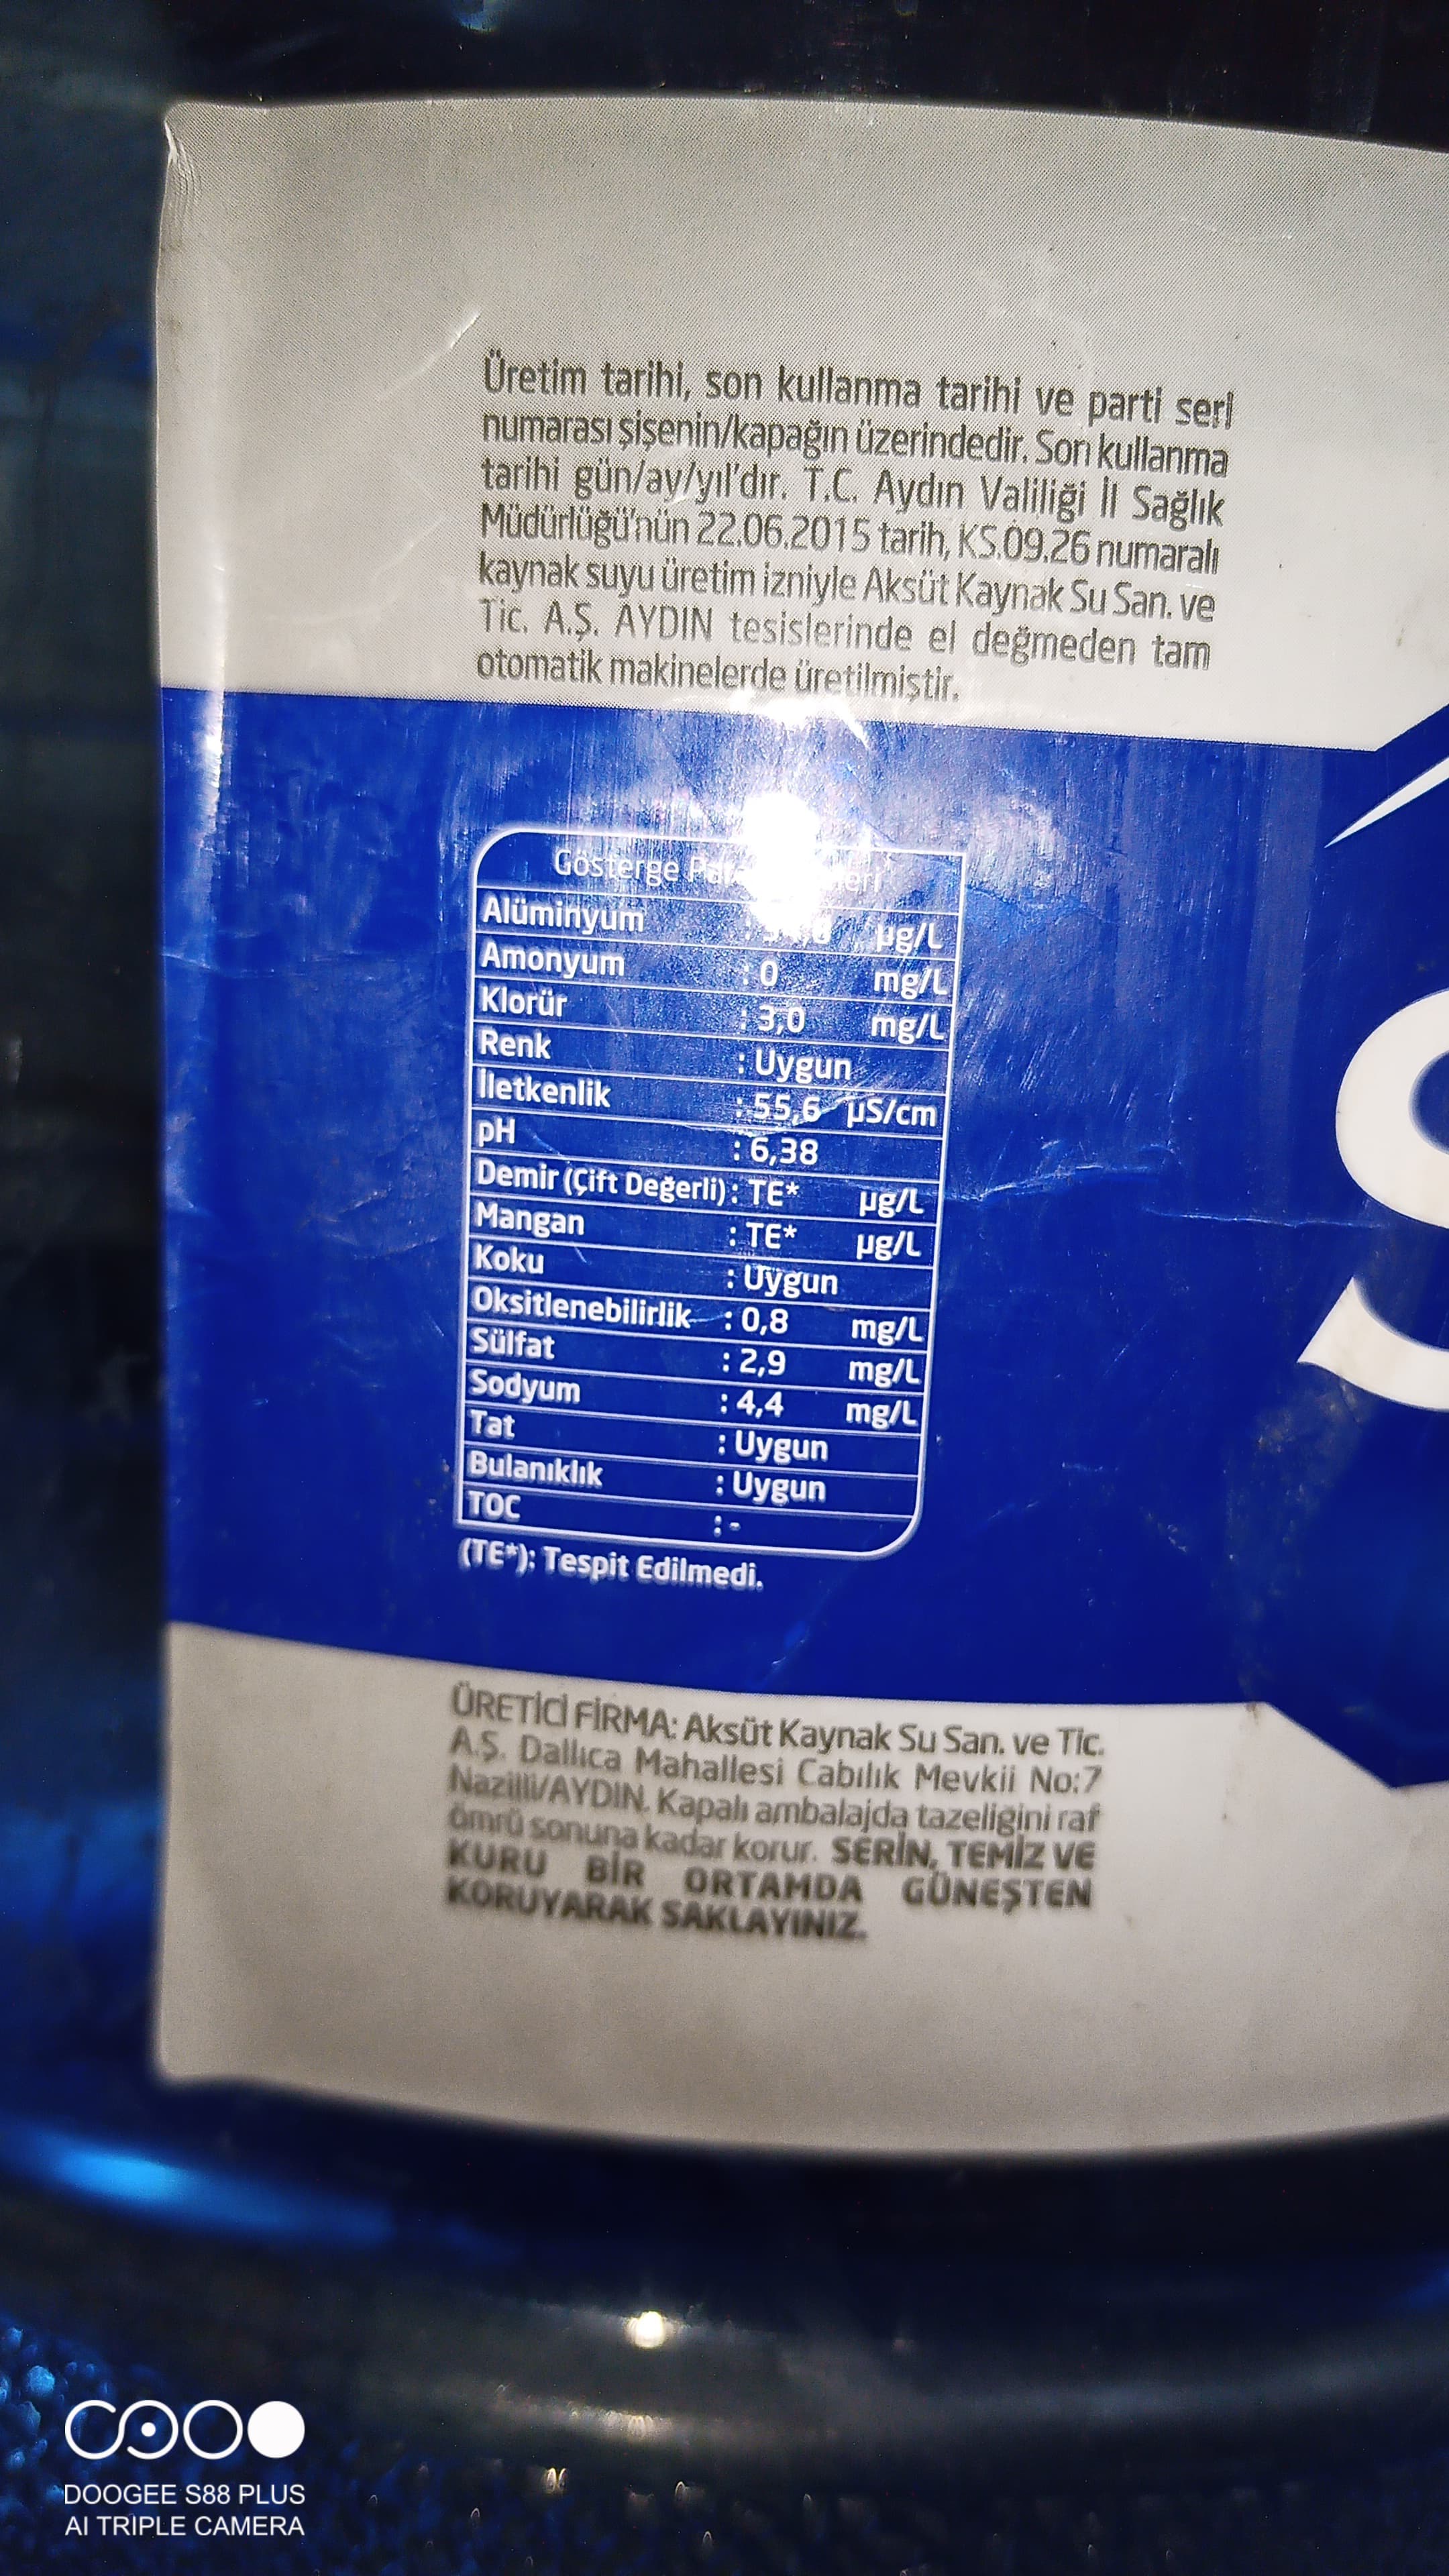 Üretim tarihi, son kullanma tarihi ve parti seri
numarası şişenin/kapağın üzerindedir. Son kullanma
tarihi gün/ay/yıl'dır. T.C. Aydın Valiliği İl Sağlık
Müdürlüğü'nün 22.06.2015 tarih, KS.09.26 numaralı
kaynak suyu üretim izniyle Aksüt Kaynak Su San. ve
Tic. A.Ş. AYDIN tesislerinde el değmeden tam
otomatik makinelerde üretilmiştir.
Gösterge
Alüminyum : µg/L
Amonyum : 0 mg/L
Klorür : 3,0 mg/L
Renk : Uygun
İletkenlik : 55,6 µS/cm
pH : 6,38
Demir (Çift Değerli) : TE* µg/L
Mangan : TE* µg/L
Koku : Uygun
Oksitlenebilirlik : 0,8 mg/L
Sülfat : 2,9 mg/L
Sodyum : 4,4 mg/L
Tat : Uygun
Bulanıklık : Uygun
TOC : -
(TE*): Tespit Edilmedi.
S
ÜRETİCİ FİRMA: Aksüt Kaynak Su San. ve Tic.
A.Ş. Dallıca Mahallesi Cabılık Mevkii No:7
Nazilli/AYDIN. Kapalı ambalajda tazeligini raf
ömrü sonuna kadar korur. SERİN, TEMİZ VE
KURU BİR ORTAMDA GÜNEŞTEN
KORUYARAK SAKLAYINIZ.
DOOGEE S88 PLUS
AI TRIPLE CAMERA